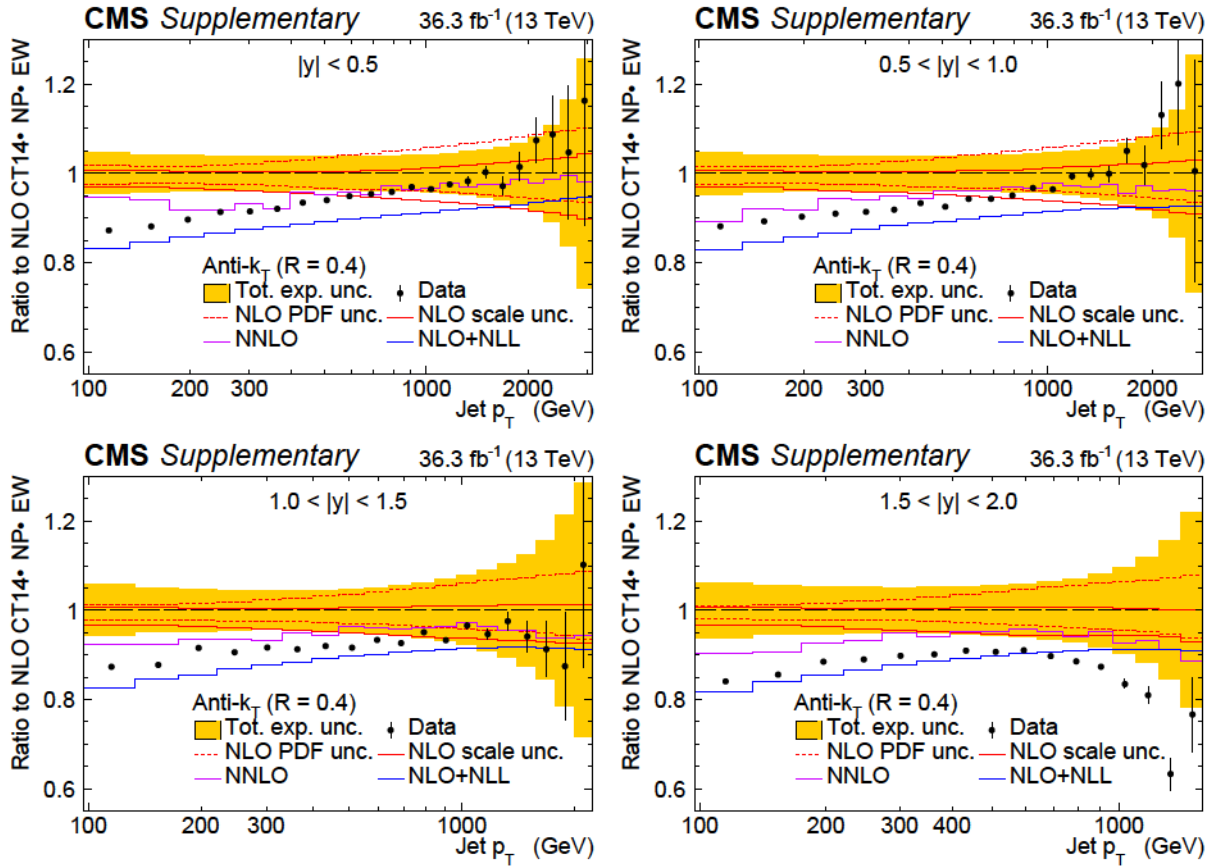 CMS Supplementary 36.3 fb-1 (13 TeV)
Ratio to NLO CT14• NP• EW
|y| < 0.5
1.2
1
0.8
0.6
Anti-kT (R = 0.4)
Tot. exp. unc. Data
NLO PDF unc. NLO scale unc.
NNLO NLO+NLL
100 200 300 1000 2000
Jet pT (GeV)
CMS Supplementary 36.3 fb-1 (13 TeV)
Ratio to NLO CT14• NP• EW
0.5 < |y| < 1.0
1.2
1
0.8
0.6
Anti-kT (R = 0.4)
Tot. exp. unc. Data
NLO PDF unc. NLO scale unc.
NNLO NLO+NLL
100 200 300 1000 2000
Jet pT (GeV)
CMS Supplementary 36.3 fb-1 (13 TeV)
Ratio to NLO CT14• NP• EW
1.0 < |y| < 1.5
1.2
1
0.8
0.6
Anti-kT (R = 0.4)
Tot. exp. unc. Data
NLO PDF unc. NLO scale unc.
NNLO NLO+NLL
100 200 300 1000
Jet pT (GeV)
CMS Supplementary 36.3 fb-1 (13 TeV)
Ratio to NLO CT14• NP• EW
1.5 < |y| < 2.0
1.2
1
0.8
0.6
Anti-kT (R = 0.4)
Tot. exp. unc. Data
NLO PDF unc. NLO scale unc.
NNLO NLO+NLL
100 200 300 400 1000
Jet pT (GeV)